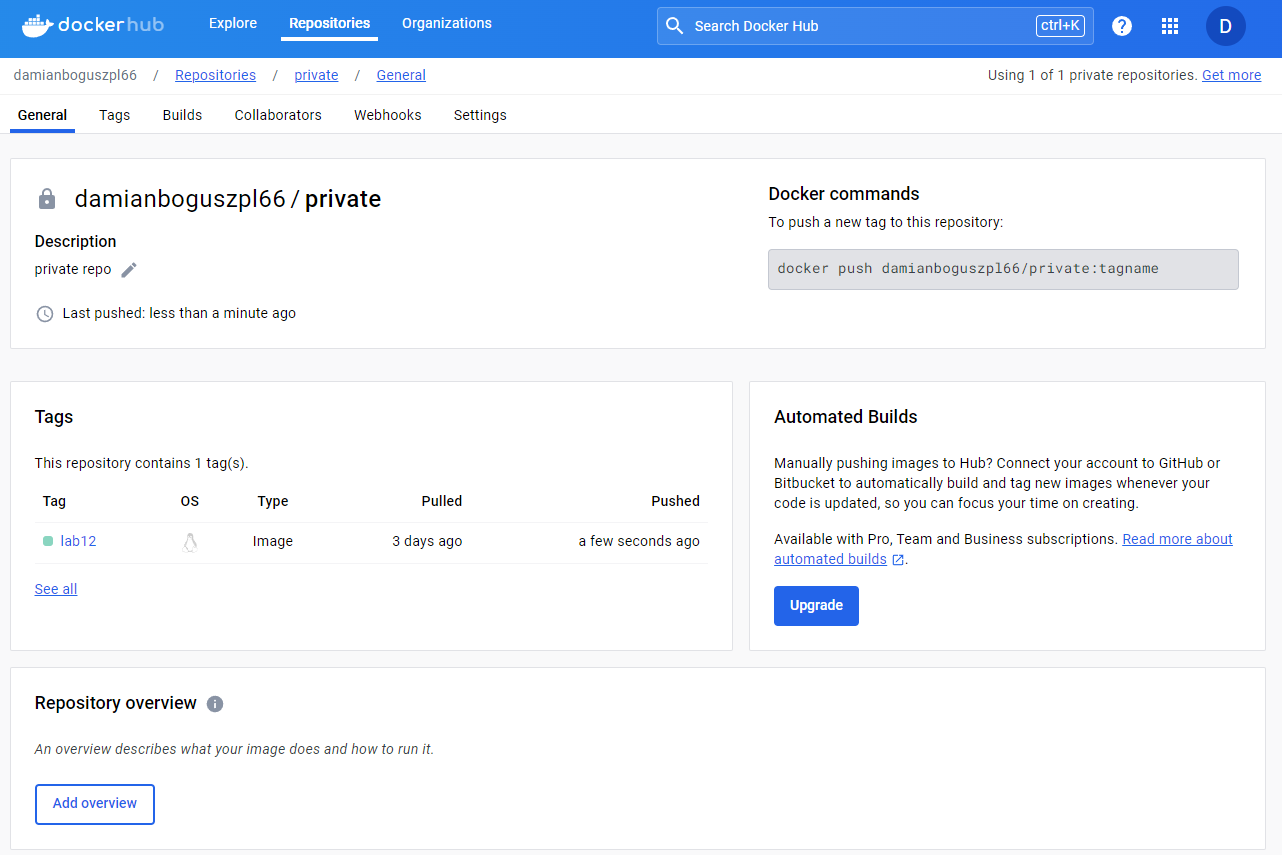 dockerhub Explore Repositories Organizations Search Docker Hub ctrl+K ? D
damianboguszpl66 / Repositories / private / General Using 1 of 1 private repositories. Get more
General Tags Builds Collaborators Webhooks Settings
damianboguszpl66 / private
Description
private repo
Last pushed: less than a minute ago
Docker commands
To push a new tag to this repository:
docker push damianboguszpl66/private:tagname
Tags
This repository contains 1 tag(s).
Tag OS Type Pulled Pushed
lab12 Image 3 days ago a few seconds ago
See all
Automated Builds
Manually pushing images to Hub? Connect your account to GitHub or
Bitbucket to automatically build and tag new images whenever your
code is updated, so you can focus your time on creating.
Available with Pro, Team and Business subscriptions. Read more about
automated builds.
Upgrade
Repository overview
An overview describes what your image does and how to run it.
Add overview